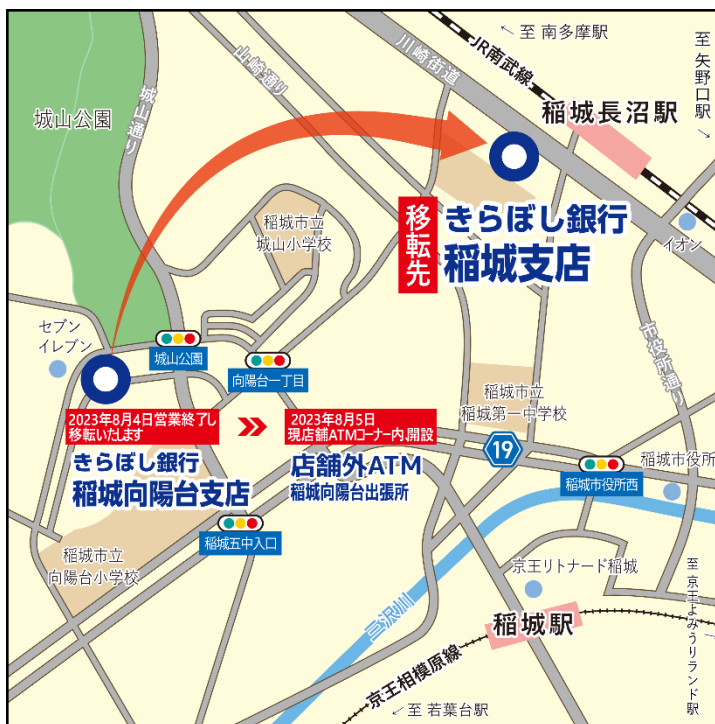 ← 至 南多摩駅
至 矢野口駅 →
川崎街道
JR南武線
山崎通り
城山通り
城山公園
稲城長沼駅
移転先
きらぼし銀行
稲城支店
イオン
稲城市立
城山小学校
市役所通り
セブン
イレブン
城山公園
向陽台一丁目
稲城市立
稲城第一中学校
2023年8月4日営業終了し
移転いたします
きらぼし銀行
稲城向陽台支店
2023年8月5日
現店舗ATMコーナー内、開設
店舗外ATM
稲城向陽台出張所
19
稲城市役所
稲城市役所西
稲城五中入口
稲城市立
向陽台小学校
京王リトナード稲城
三沢川
稲城駅
至 京王よみうりランド駅 →
京王相模原線
← 至 若葉台駅